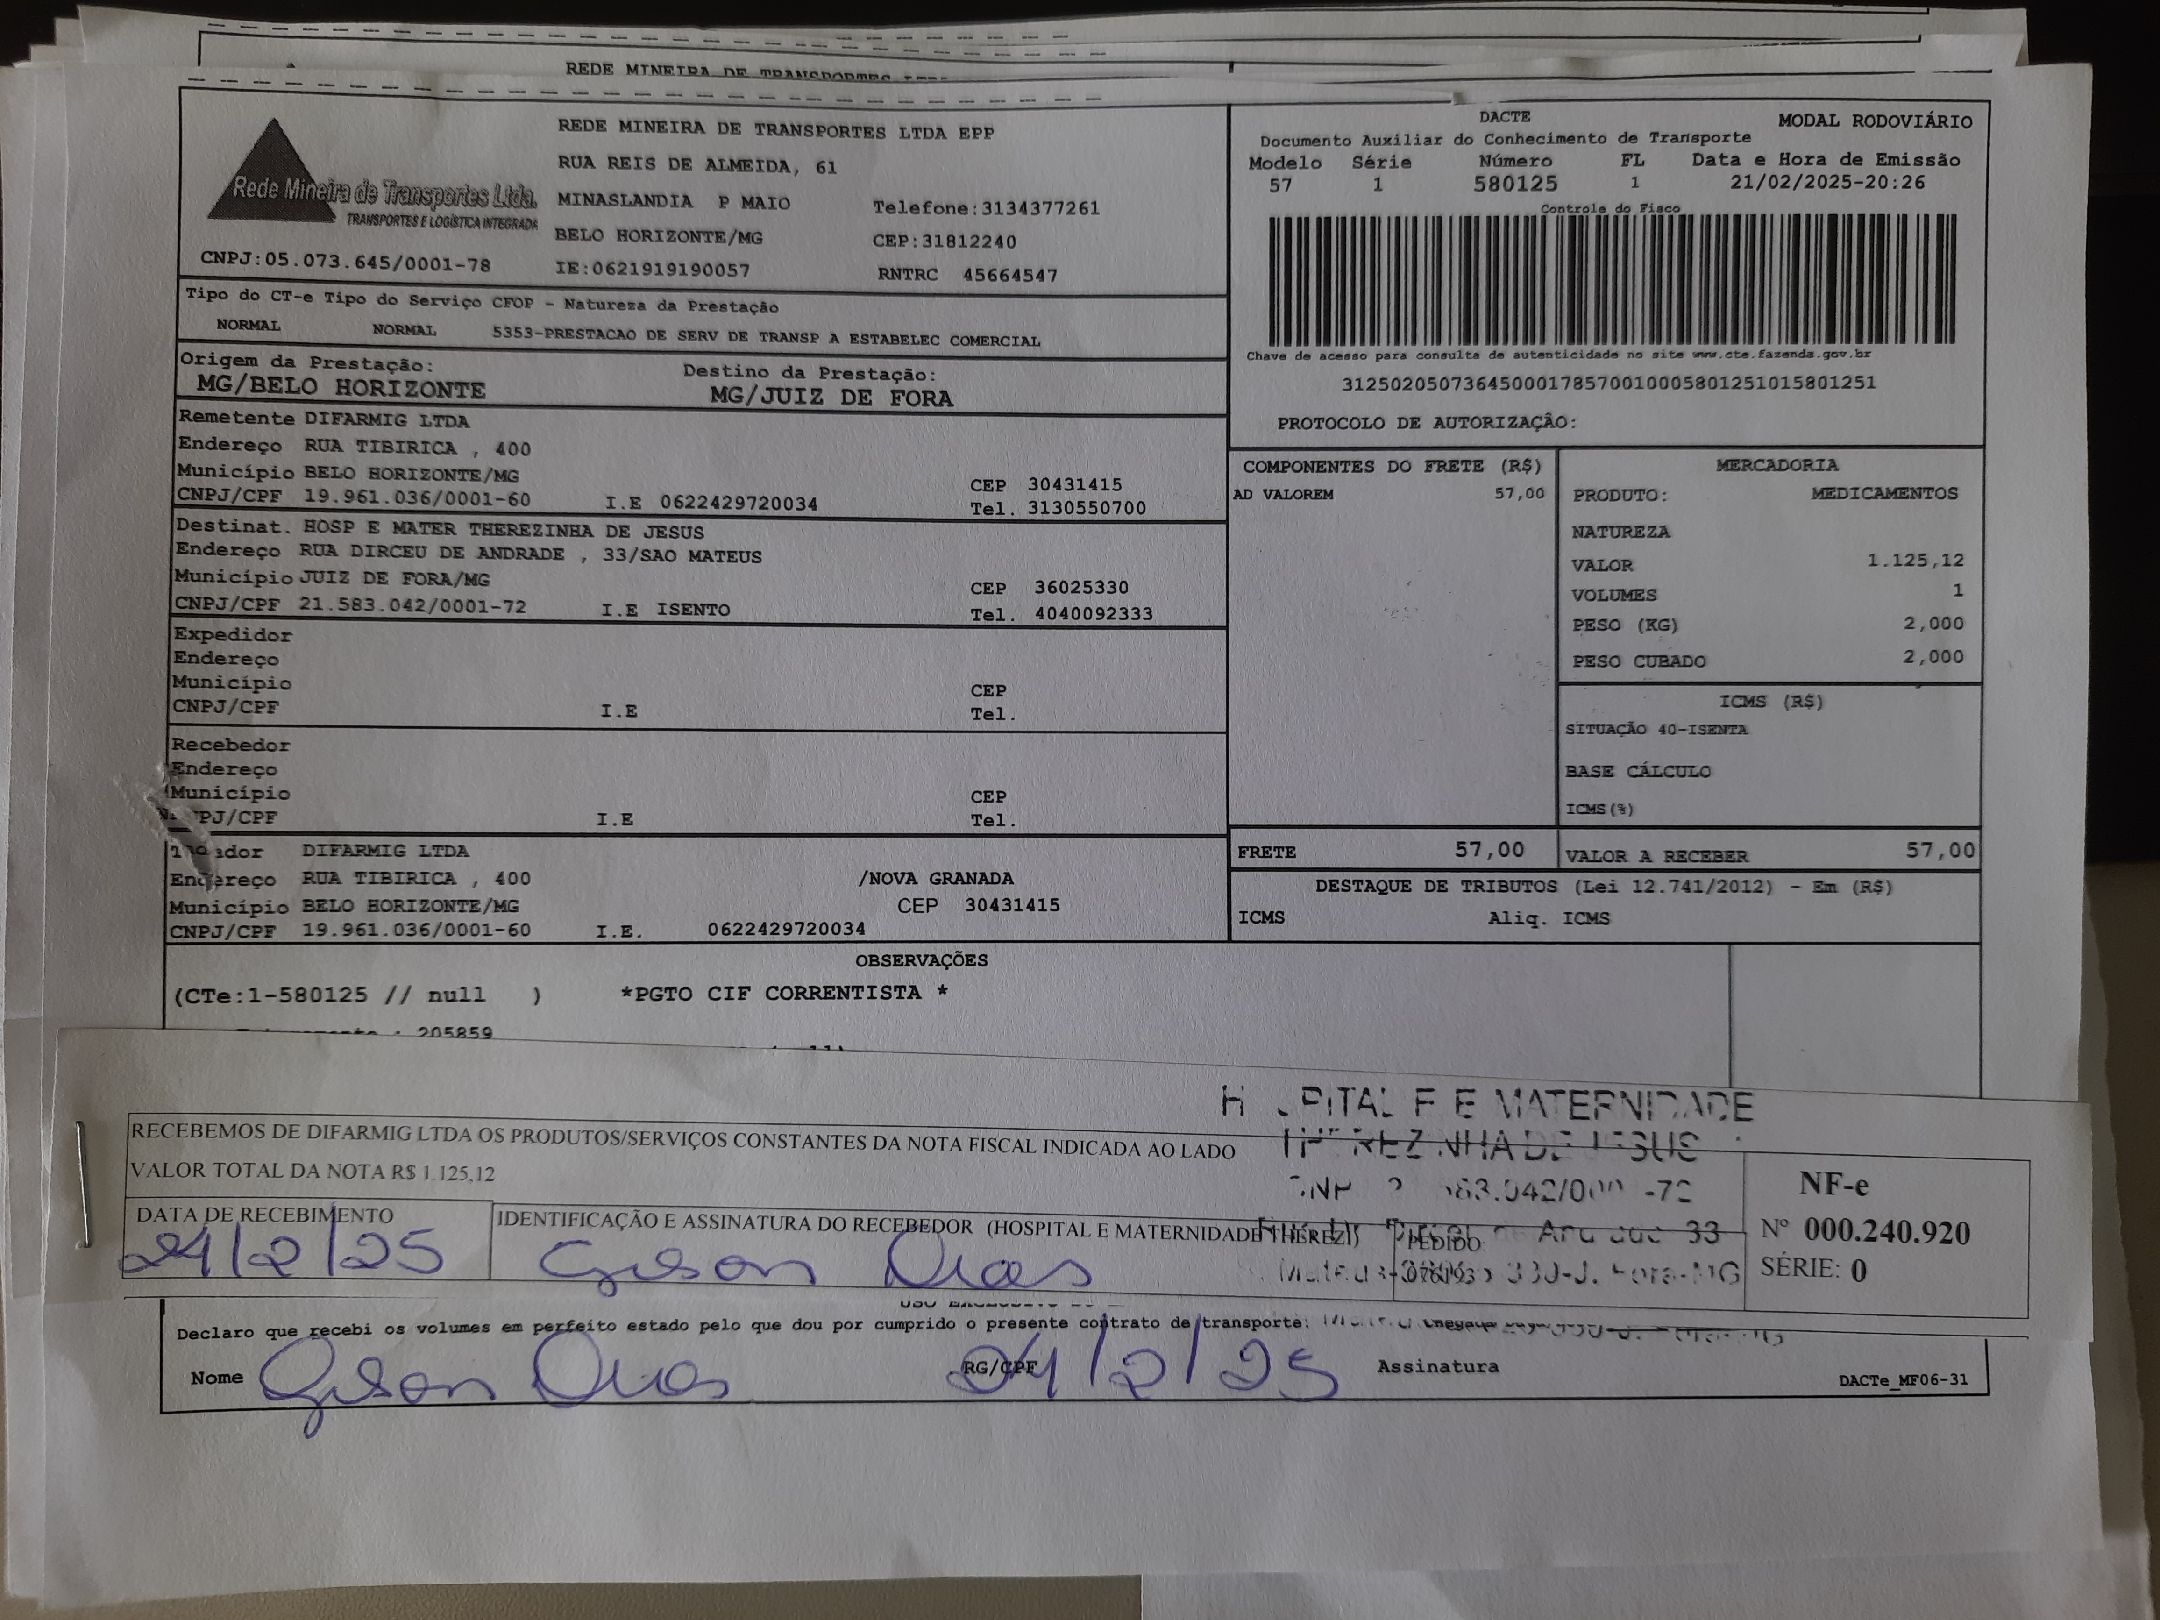 REDE MINEIRA DE TRANSPORTES LTDA
REDE MINEIRA DE TRANSPORTES LTDA EPP
RUA REIS DE ALMEIDA, 61
MINASLANDIA P MAIO Telefone:3134377261
BELO HORIZONTE/MG CEP:31812240
IE:0621919190057 RNTRC 45664547
Rede Mineira de Transportes Ltda.
TRANSPORTES E LOGÍSTICA INTEGRADA
CNPJ:05.073.645/0001-78
DACTE MODAL RODOVIÁRIO
Documento Auxiliar do Conhecimento de Transporte
Modelo Série Número FL Data e Hora de Emissão
57 1 580125 1 21/02/2025-20:26
Controle do Fisco
Chave de acesso para consulta de autenticidade no site www.cte.fazenda.gov.br
31250205073645000178570010005801251015801251
PROTOCOLO DE AUTORIZAÇÃO:
Tipo do CT-e Tipo do Serviço CFOP - Natureza da Prestação
NORMAL NORMAL 5353-PRESTACAO DE SERV DE TRANSP A ESTABELEC COMERCIAL
Origem da Prestação: Destino da Prestação:
MG/BELO HORIZONTE MG/JUIZ DE FORA
Remetente DIFARMIG LTDA
Endereço RUA TIBIRICA , 400
Município BELO HORIZONTE/MG CEP 30431415
CNPJ/CPF 19.961.036/0001-60 I.E 0622429720034 Tel. 3130550700
Destinat. HOSP E MATER THEREZINHA DE JESUS
Endereço RUA DIRCEU DE ANDRADE , 33/SAO MATEUS
Município JUIZ DE FORA/MG CEP 36025330
CNPJ/CPF 21.583.042/0001-72 I.E ISENTO Tel. 4040092333
Expedidor
Endereço
Município CEP
CNPJ/CPF I.E Tel.
Recebedor
Endereço
Município CEP
PJ/CPF I.E Tel.
dor DIFARMIG LTDA
Endereço RUA TIBIRICA , 400 /NOVA GRANADA
Município BELO HORIZONTE/MG CEP 30431415
CNPJ/CPF 19.961.036/0001-60 I.E. 0622429720034
COMPONENTES DO FRETE (R$)
AD VALOREM 57,00
FRETE 57,00
MERCADORIA
PRODUTO: MEDICAMENTOS
NATUREZA
VALOR 1.125,12
VOLUMES 1
PESO (KG) 2,000
PESO CUBADO 2,000
ICMS (R$)
SITUAÇÃO 40-ISENTA
BASE CÁLCULO
ICMS(%)
VALOR A RECEBER 57,00
DESTAQUE DE TRIBUTOS (Lei 12.741/2012) - Em (R$)
ICMS Aliq. ICMS
OBSERVAÇÕES
(CTe:1-580125 // null ) *PGTO CIF CORRENTISTA *
: 205859
RECEBEMOS DE DIFARMIG LTDA OS PRODUTOS/SERVIÇOS CONSTANTES DA NOTA FISCAL INDICADA AO LADO
VALOR TOTAL DA NOTA R$ 1.125,12
DATA DE RECEBIMENTO
24/2/25
IDENTIFICAÇÃO E ASSINATURA DO RECEBEDOR (HOSPITAL E MATERNIDADE THEREZI)
Gilson Dias
PEDIDO
E MATERNIDADE
NF-e
Nº 000.240.920
SÉRIE: 0
Declaro que recebi os volumes em perfeito estado pelo que dou por cumprido o presente contrato de transporte:
Nome Gilson Dias RG/CPF 24/2/25 Assinatura
DACTe_MF06-31